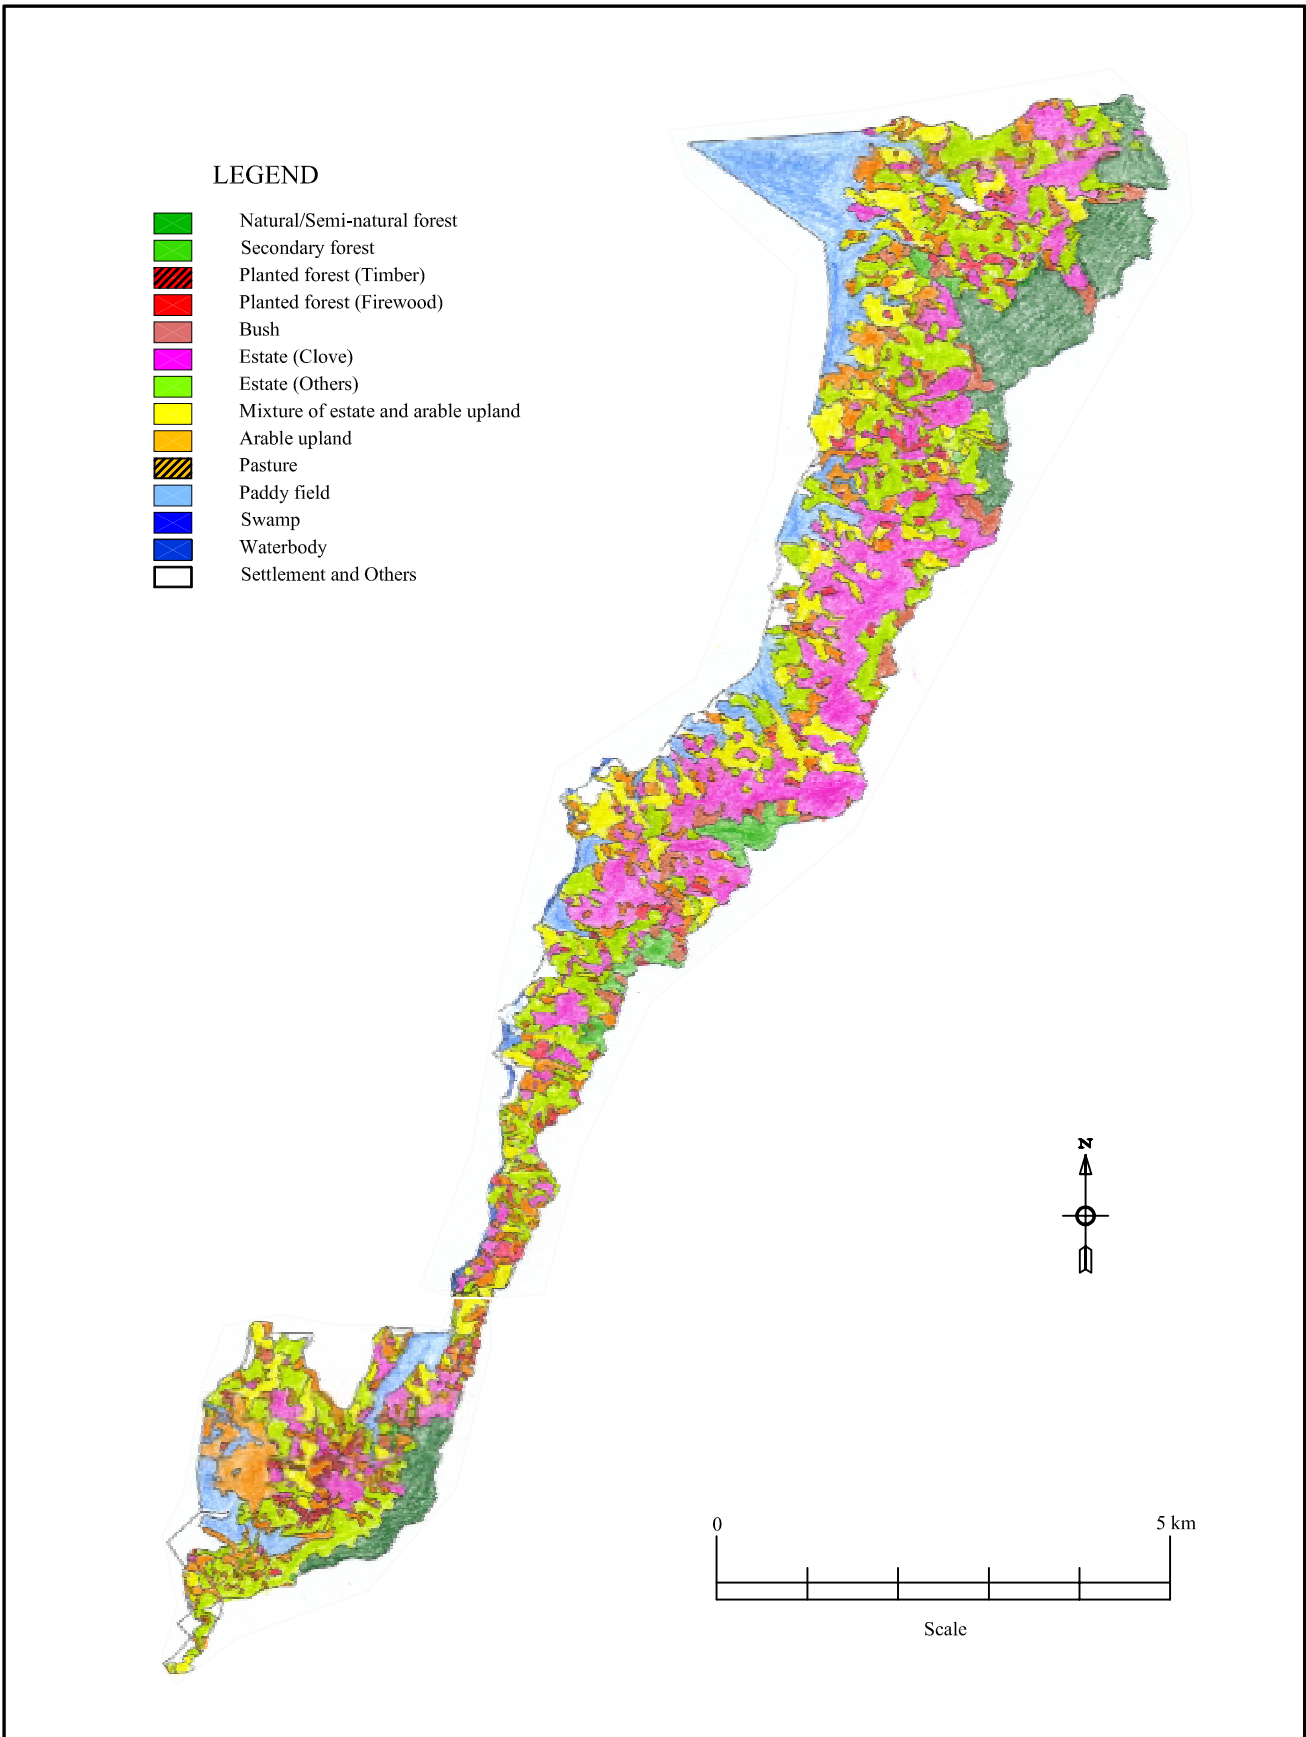 LEGEND
Natural/Semi-natural forest
Secondary forest
Planted forest (Timber)
Planted forest (Firewood)
Bush
Estate (Clove)
Estate (Others)
Mixture of estate and arable upland
Arable upland
Pasture
Paddy field
Swamp
Waterbody
Settlement and Others
N
0 5 km
Scale